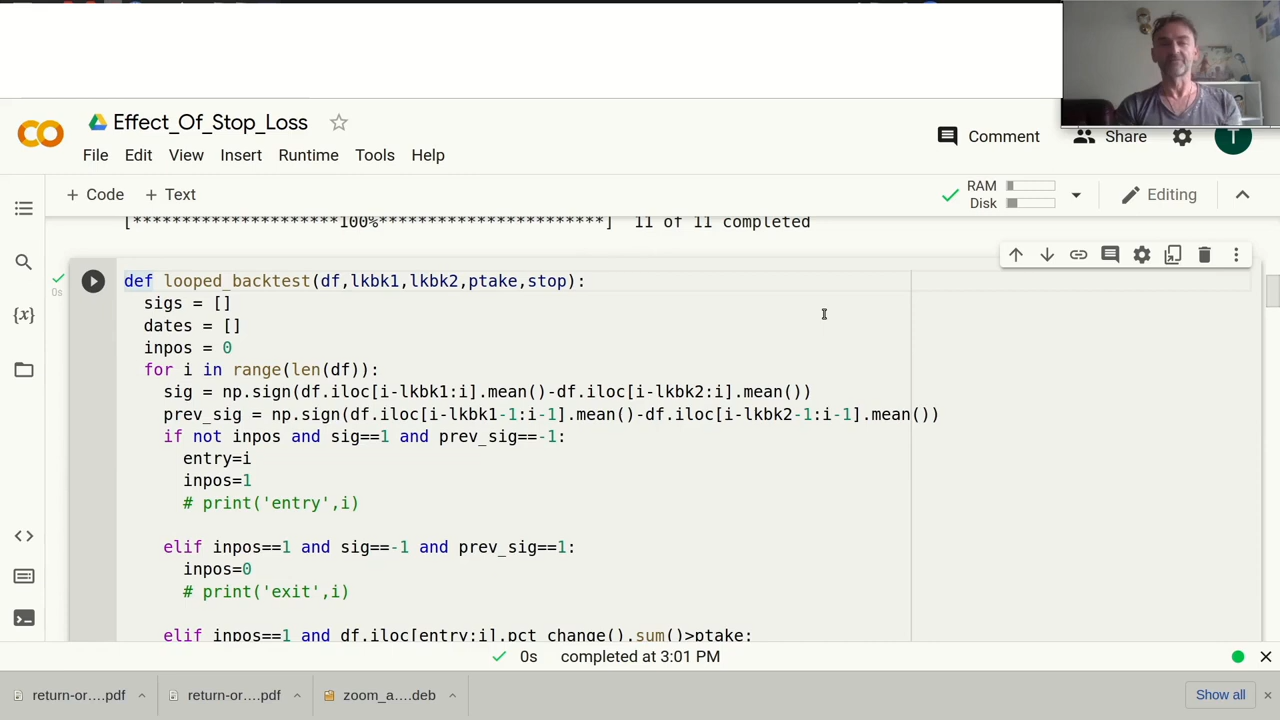 Effect_Of_Stop_Loss
File Edit View Insert Runtime Tools Help
Comment Share T
+ Code + Text
RAM
Disk
Editing
[*********************100%***********************] 11 of 11 completed
0s
def looped_backtest(df,lkbk1,lkbk2,ptake,stop):
sigs = []
dates = []
inpos = 0
for i in range(len(df)):
sig = np.sign(df.iloc[i-lkbk1:i].mean()-df.iloc[i-lkbk2:i].mean())
prev_sig = np.sign(df.iloc[i-lkbk1-1:i-1].mean()-df.iloc[i-lkbk2-1:i-1].mean())
if not inpos and sig==1 and prev_sig==-1:
entry=i
inpos=1
# print('entry',i)
elif inpos==1 and sig==-1 and prev_sig==1:
inpos=0
# print('exit',i)
elif inpos==1 and df.iloc[entry:i].pct_change().sum()>ptake:
0s completed at 3:01 PM
return-or....pdf return-or....pdf zoom_a....deb Show all